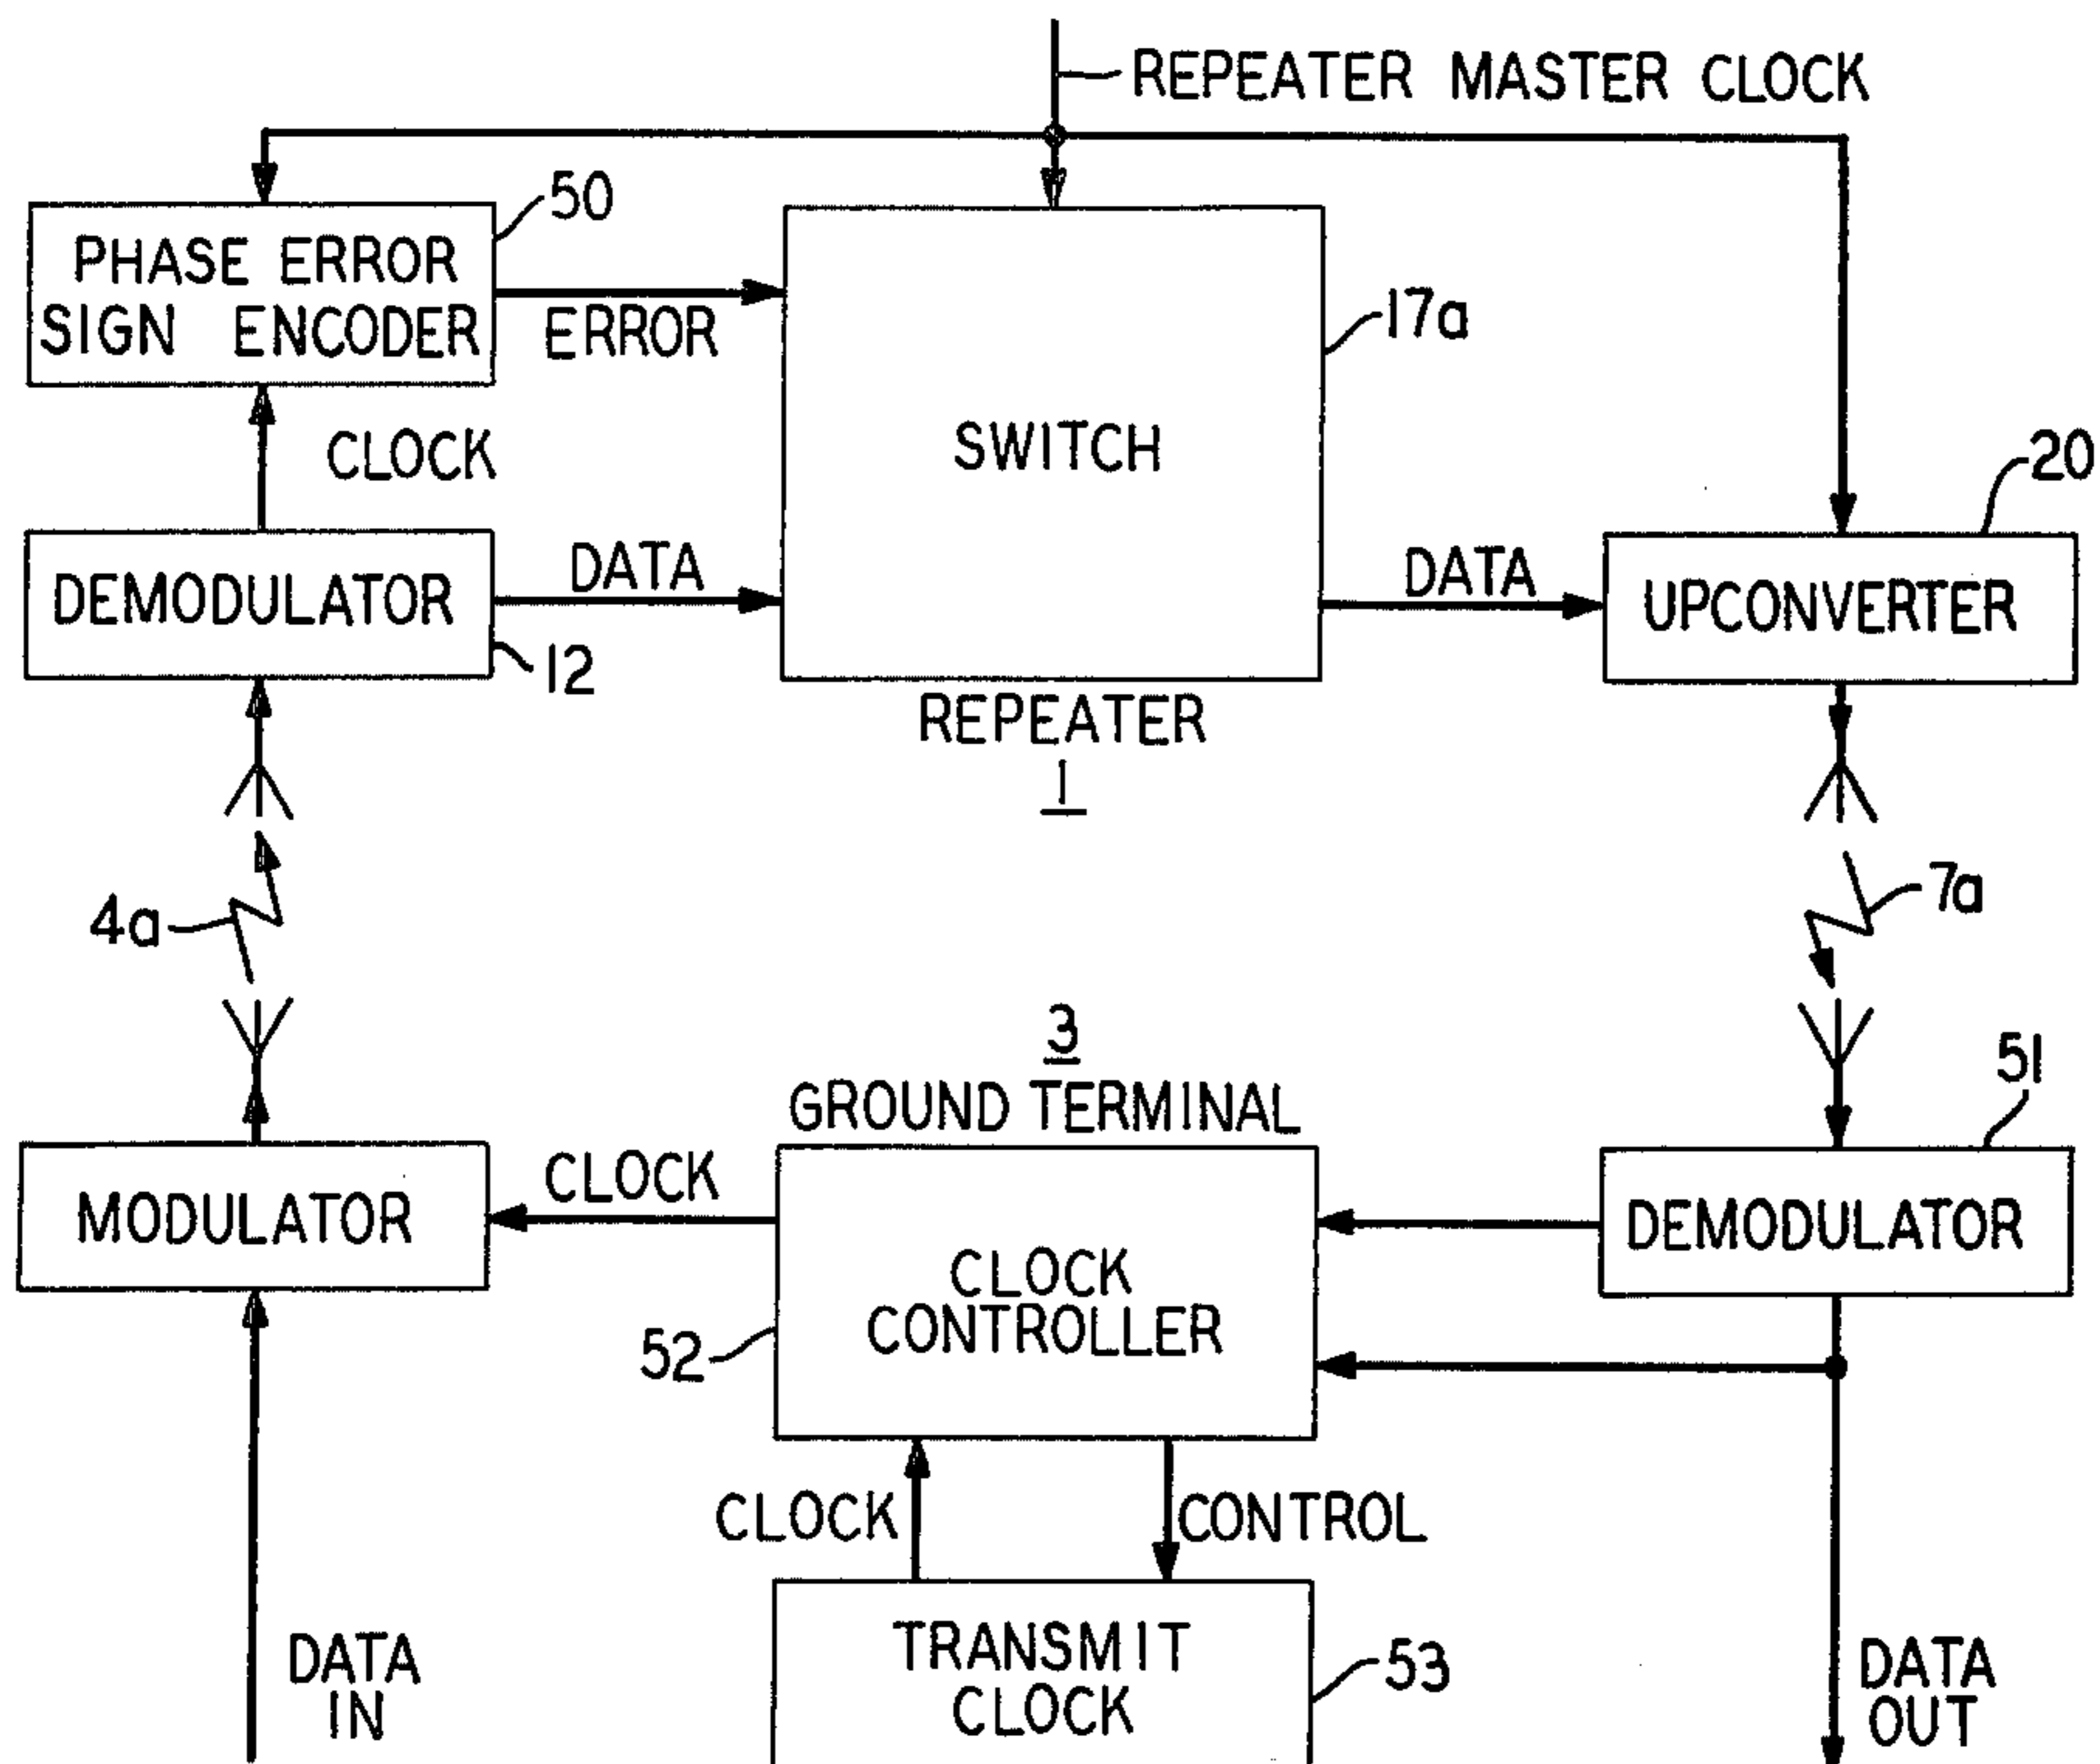 REPEATER MASTER CLOCK
50
PHASE ERROR
SIGN ENCODER
ERROR
17a
SWITCH
CLOCK
20
DEMODULATOR
DATA
DATA
UPCONVERTER
12
REPEATER
1
4a
7a
3
GROUND TERMINAL
51
MODULATOR
CLOCK
CLOCK
CONTROLLER
DEMODULATOR
52
CLOCK
CONTROL
DATA
IN
TRANSMIT
CLOCK
53
DATA
OUT